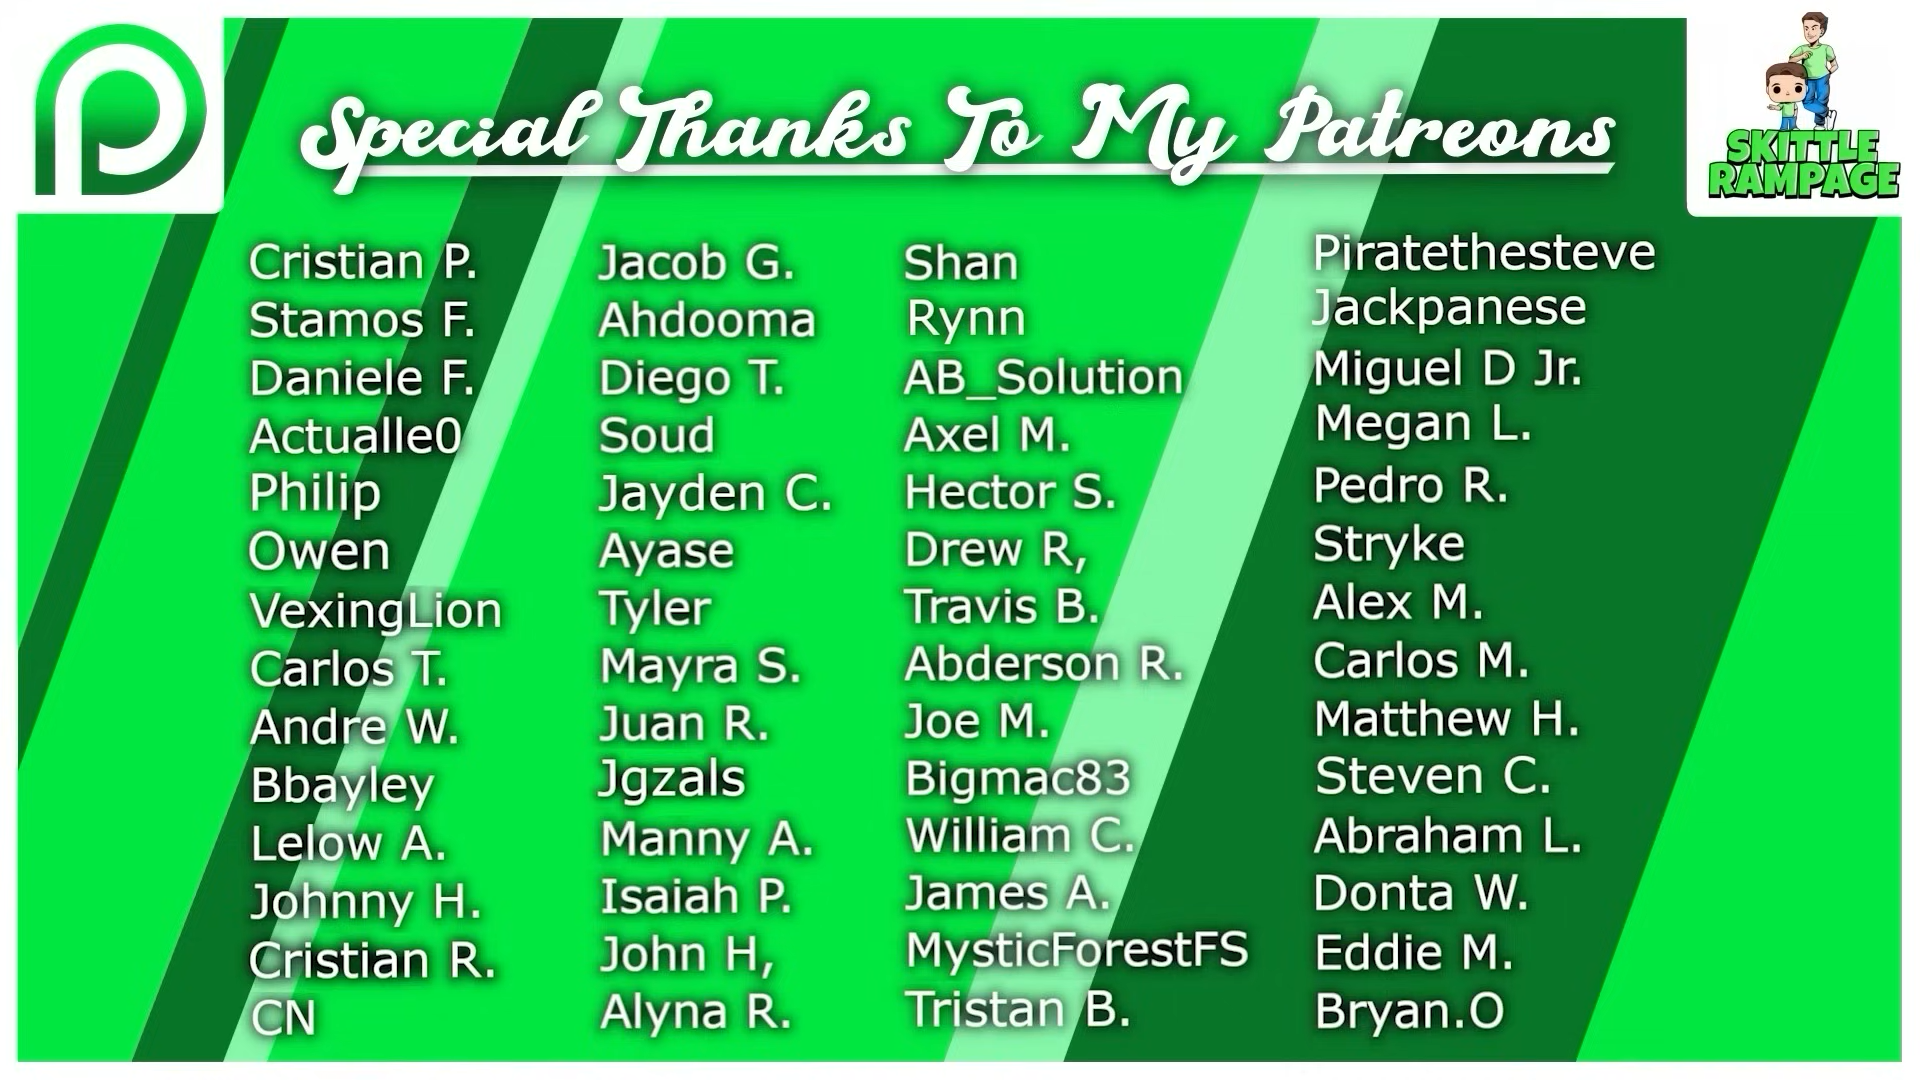 Special Thanks To My Patreons
SKITTLE
RAMPAGE
Cristian P.
Stamos F.
Daniele F.
Actualle0
Philip
Owen
VexingLion
Carlos T.
Andre W.
Bbayley
Lelow A.
Johnny H.
Cristian R.
CN
Jacob G.
Ahdooma
Diego T.
Soud
Jayden C.
Ayase
Tyler
Mayra S.
Juan R.
Jgzals
Manny A.
Isaiah P.
John H,
Alyna R.
Shan
Rynn
AB_Solution
Axel M.
Hector S.
Drew R,
Travis B.
Abderson R.
Joe M.
Bigmac83
William C.
James A.
MysticForestFS
Tristan B.
Piratethesteve
Jackpanese
Miguel D Jr.
Megan L.
Pedro R.
Stryke
Alex M.
Carlos M.
Matthew H.
Steven C.
Abraham L.
Donta W.
Eddie M.
Bryan.O